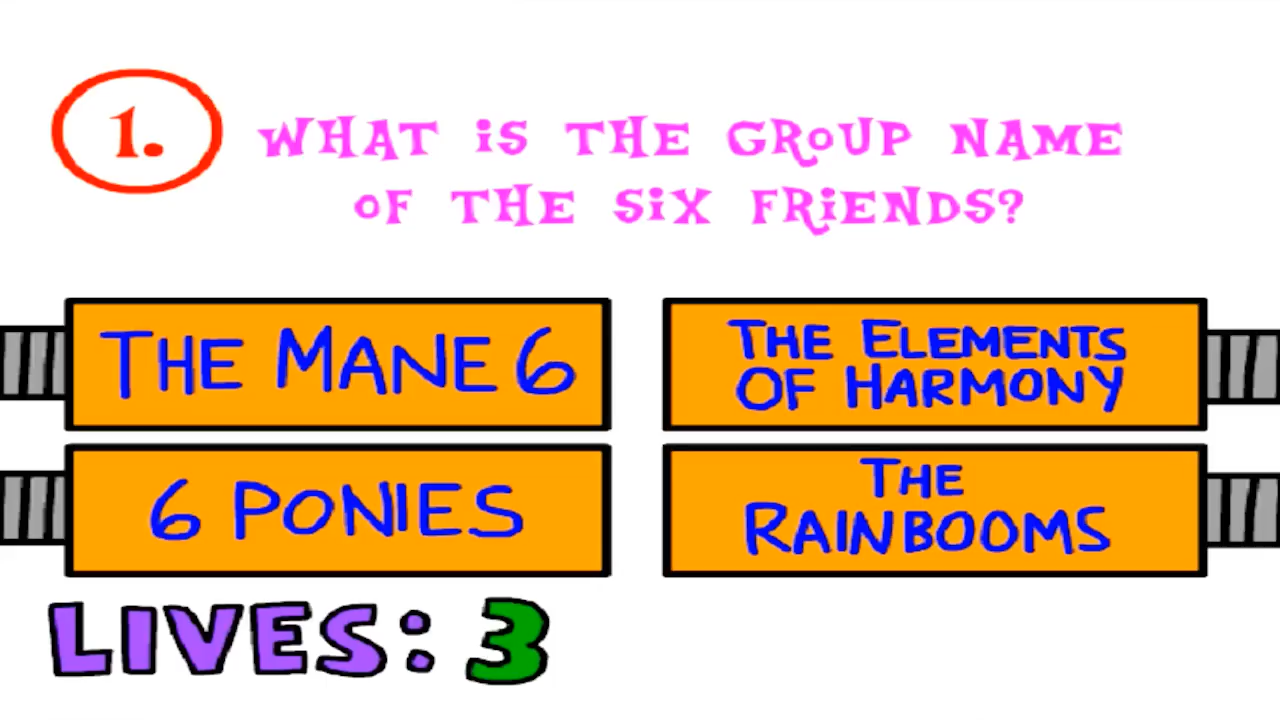 1.
WHAT iS THE GROUP NAME
OF THE SiX FRiENDS?
THE MANE 6
THE ELEMENTS
OF HARMONY
6 PONIES
THE
RAINBOOMS
LIVES: 3